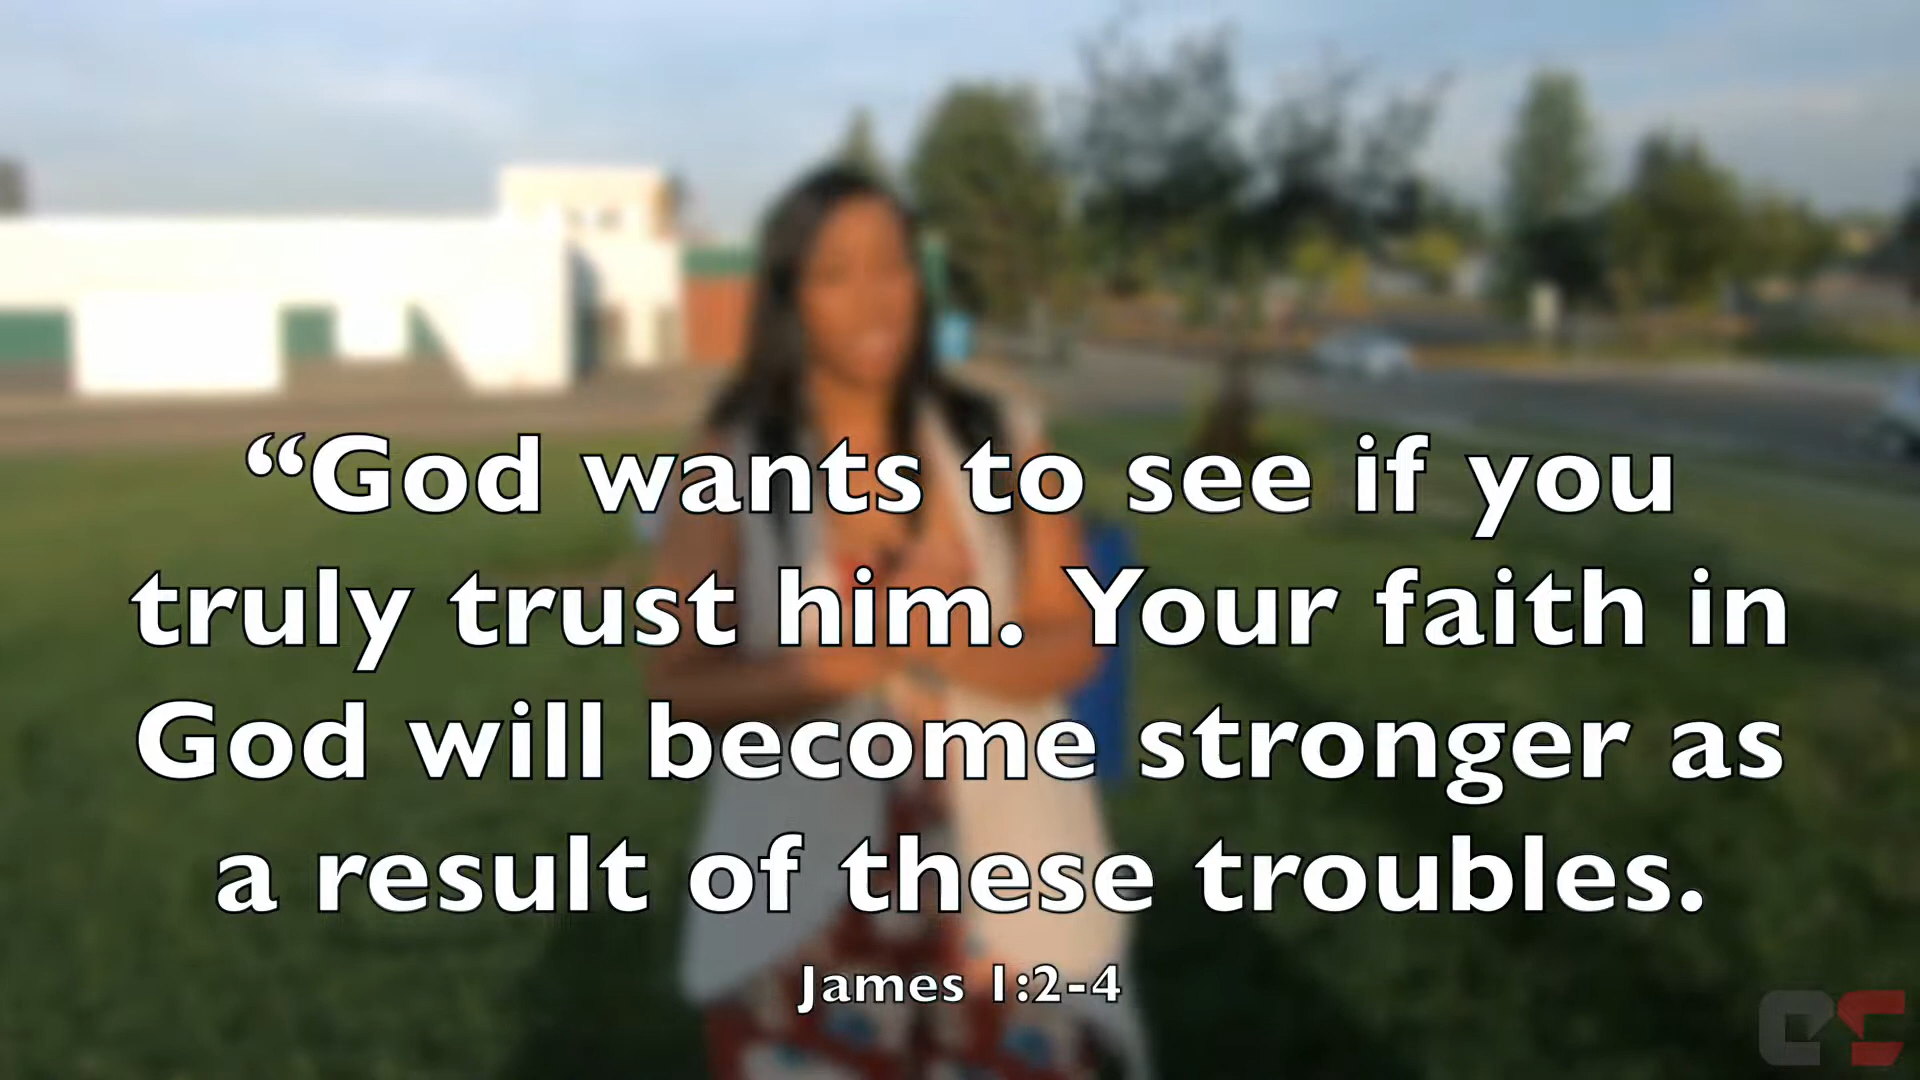 “God wants to see if you
truly trust him. Your faith in
God will become stronger as
a result of these troubles.
James 1:2-4